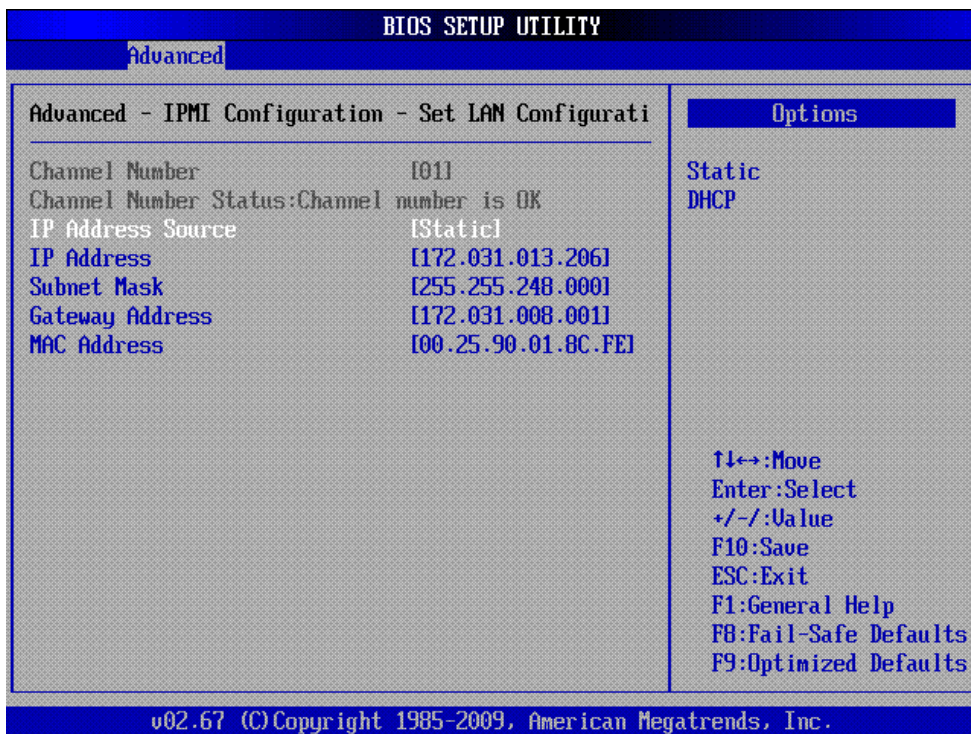 BIOS SETUP UTILITY
Advanced
Advanced - IPMI Configuration - Set LAN Configurati
Channel Number [01]
Channel Number Status:Channel number is OK
IP Address Source [Static]
IP Address [172.031.013.206]
Subnet Mask [255.255.248.000]
Gateway Address [172.031.008.001]
MAC Address [00.25.90.01.8C.FE]
Options
Static
DHCP
↑↓←→:Move
Enter:Select
+/-/:Value
F10:Save
ESC:Exit
F1:General Help
F8:Fail-Safe Defaults
F9:Optimized Defaults
v02.67 (C)Copyright 1985-2009, American Megatrends, Inc.